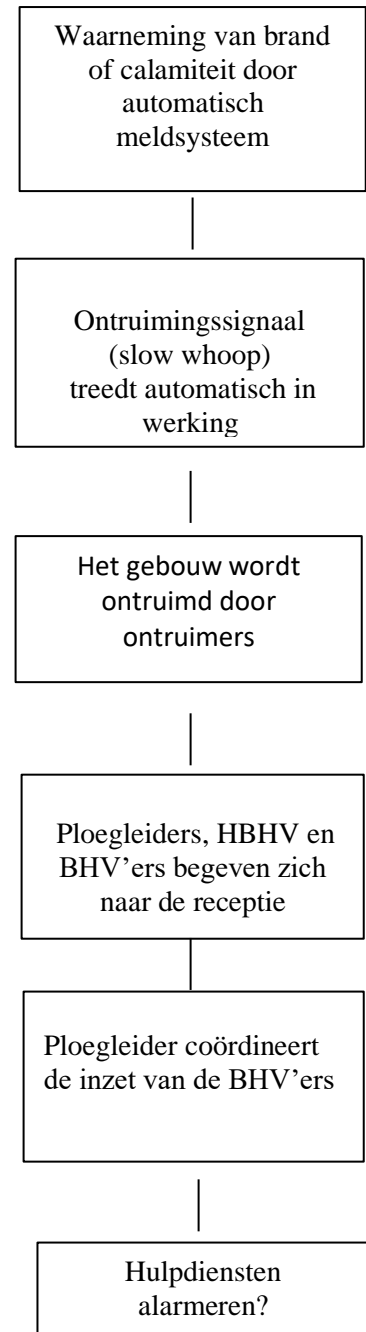 Waarneming van brand
of calamiteit door
automatisch
meldsysteem
Ontruimingssignaal
(slow whoop)
treedt automatisch in
werking
Het gebouw wordt
ontruimd door
ontruimers
Ploegleiders, HBHV en
BHV’ers begeven zich
naar de receptie
Ploegleider coördineert
de inzet van de BHV’ers
Hulpdiensten
alarmeren?